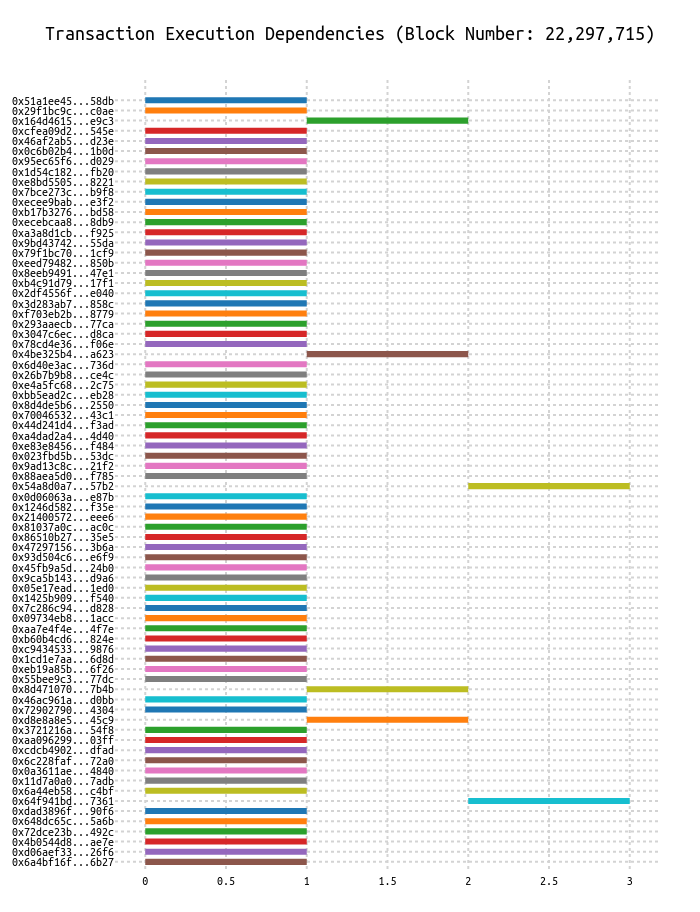 Transaction Execution Dependencies (Block Number: 22,297,715)
0x51a1ee45...58db
0x29f1bc9c...c0ae
0x164d4615...e9c3
0xcfea09d2...545e
0x46af2ab5...d23e
0x0c6b02b4...1b0d
0x95ec65f6...d029
0x1d54c182...fb20
0xe8bd5505...8221
0x7bce273c...b9f8
0xecee9bab...e3f2
0xb17b3276...bd58
0xecebcaa8...8db9
0xa3a8d1cb...f925
0x9bd43742...55da
0x79f1bc70...1cf9
0xeed79482...850b
0x8eeb9491...47e1
0xb4c91d79...17f1
0x2df4556f...e040
0x3d283ab7...858c
0xf703eb2b...8779
0x293aaecb...77ca
0x3047c6ec...d8ca
0x78cd4e36...f06e
0x4be325b4...a623
0x6d40e3ac...736d
0x26b7b9b8...ce4c
0xe4a5fc68...2c75
0xbb5ead2c...eb28
0x8d4de5b6...2550
0x70046532...43c1
0x44d241d4...f3ad
0xa4dad2a4...4d40
0xe83e8456...f484
0x023fbd5b...53dc
0x9ad13c8c...21f2
0x88aea5d0...f785
0x54a8d0a7...57b2
0x0d06063a...e87b
0x1246d582...f35e
0x21400572...eee6
0x81037a0c...ac0c
0x86510b27...35e5
0x47297156...3b6a
0x93d504c6...e6f9
0x45fb9a5d...24b0
0x9ca5b143...d9a6
0x05e17ead...1ed0
0x1425b909...f540
0x7c286c94...d828
0x09734eb8...1acc
0xaa7e4f4e...4f7e
0xb60b4cd6...824e
0xc9434533...9876
0x1cd1e7aa...6d8d
0xeb19a85b...6f26
0x55bee9c3...77dc
0x8d471070...7b4b
0x46ac961a...d0bb
0x72902790...4304
0xd8e8a8e5...45c9
0x3721216a...54f8
0xaa096299...03ff
0xcdcb4902...dfad
0x6c228faf...72a0
0x0a3611ae...4840
0x11d7a0a0...7adb
0x6a44eb58...c4bf
0x64f941bd...7361
0xdad3896f...90f6
0x648dc65c...5a6b
0x72dce23b...492c
0x4b0544d8...ae7e
0xd06aef33...26f6
0x6a4bf16f...6b27
0 0.5 1 1.5 2 2.5 3